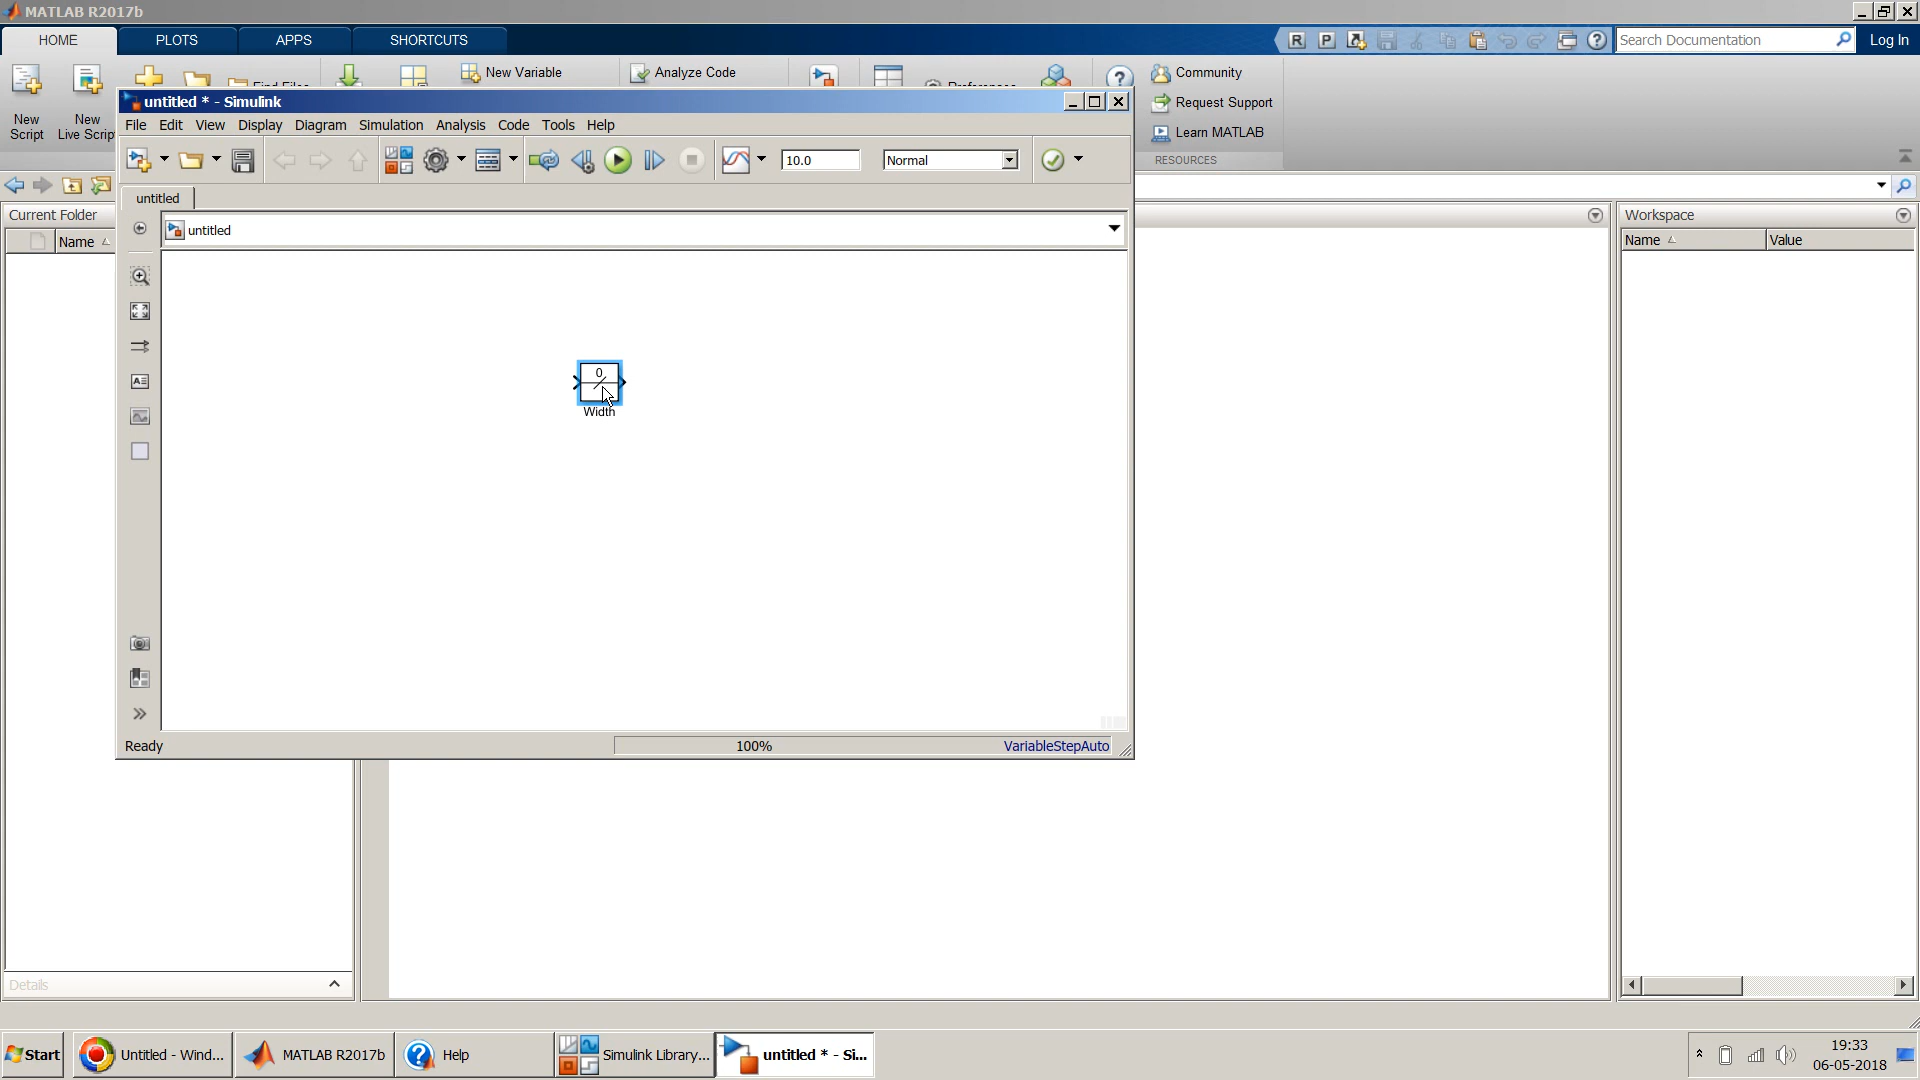 MATLAB R2017b
HOME
PLOTS
APPS
SHORTCUTS
R
P
?
Search Documentation
Log In
New Script
New Live Script
New Variable
Analyze Code
Community
Request Support
Learn MATLAB
RESOURCES
untitled * - Simulink
File Edit View Display Diagram Simulation Analysis Code Tools Help
10.0
Normal
untitled
untitled
Current Folder
Name
Workspace
Name
Value
0
Width
Ready
100%
VariableStepAuto
Details
Start
Untitled - Wind...
MATLAB R2017b
Help
Simulink Library...
untitled * - Si...
19:33
06-05-2018